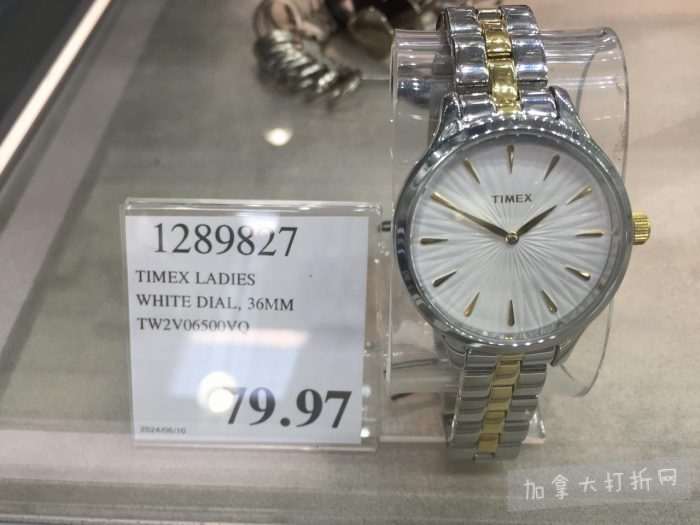 1289827
TIMEX LADIES
WHITE DIAL, 36MM
TW2V06500VQ
79.97
2024/06/10
TIMEX
加拿大打折网